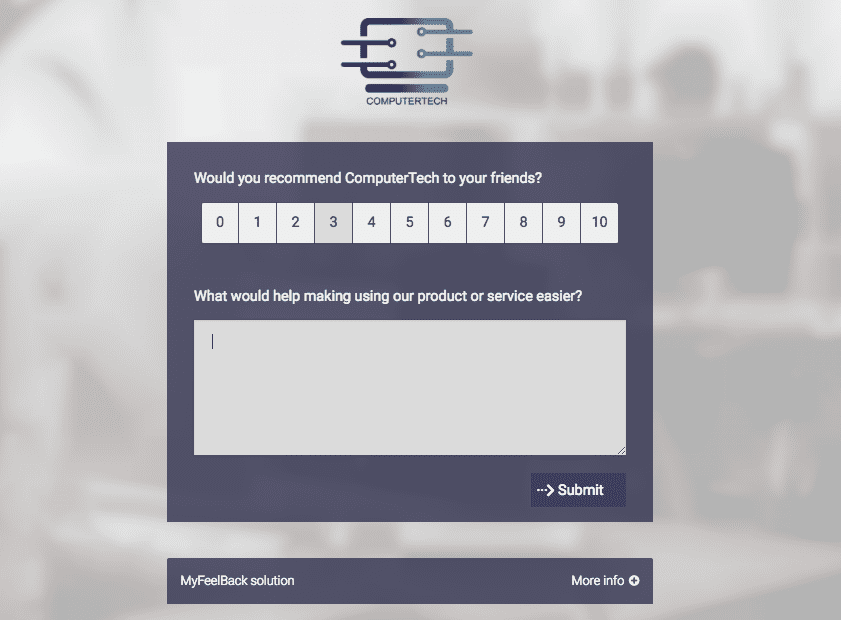 COMPUTERTECH
Would you recommend ComputerTech to your friends?
0 1 2 3 4 5 6 7 8 9 10
What would help making using our product or service easier?
Submit
MyFeelBack solution More info